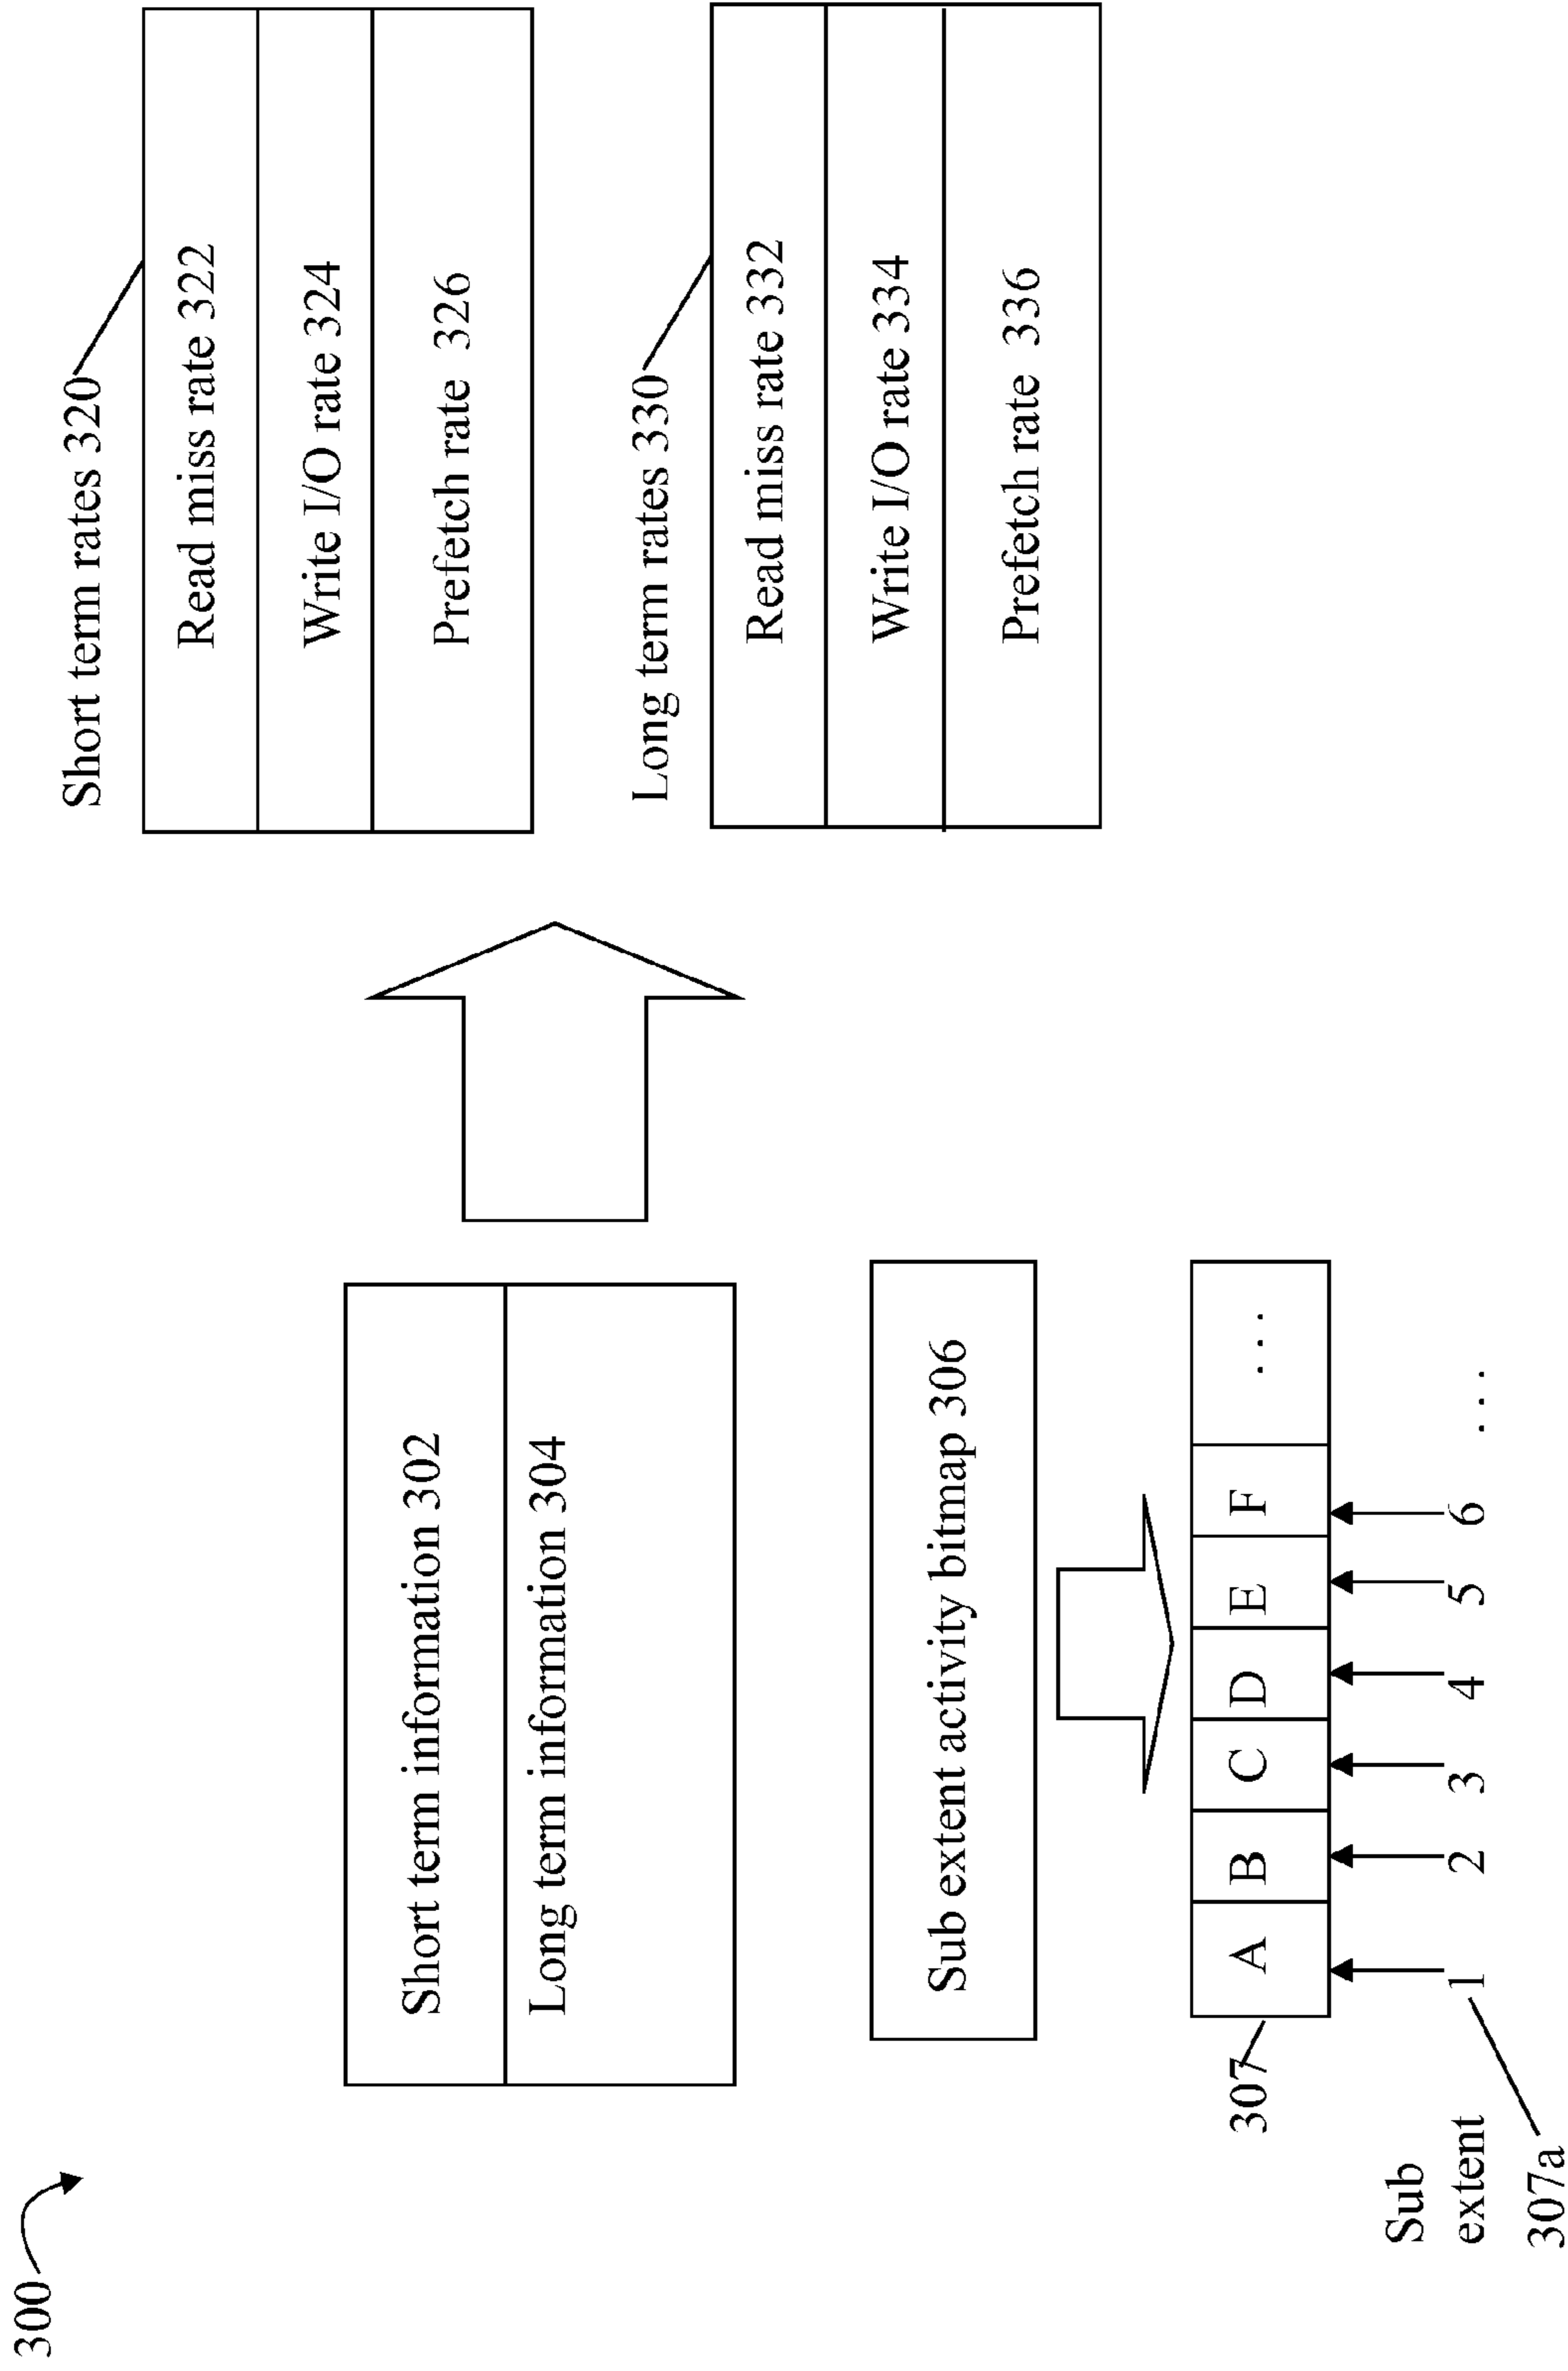 300
Short term information 302
Long term information 304
Short term rates 320
Read miss rate 322
Write I/O rate 324
Prefetch rate 326
Long term rates 330
Read miss rate 332
Write I/O rate 334
Prefetch rate 336
Sub extent activity bitmap 306
307
A B C D E F ...
Sub
extent
1 2 3 4 5 6 ...
307a